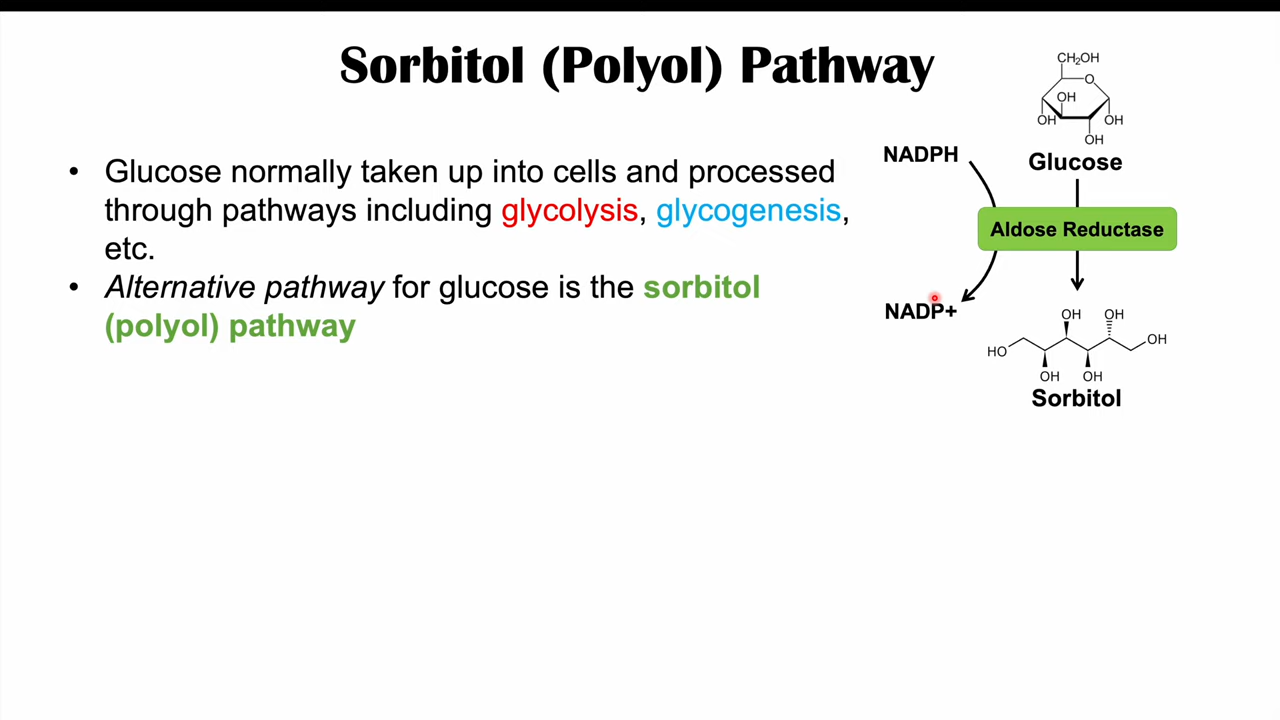 Sorbitol (Polyol) Pathway
• Glucose normally taken up into cells and processed
through pathways including glycolysis, glycogenesis,
etc.
• Alternative pathway for glucose is the sorbitol
(polyol) pathway
CH₂OH
O
OH
OH
OH
OH
Glucose
NADPH
Aldose Reductase
NADP+
OH OH
HO OH
OH OH
Sorbitol